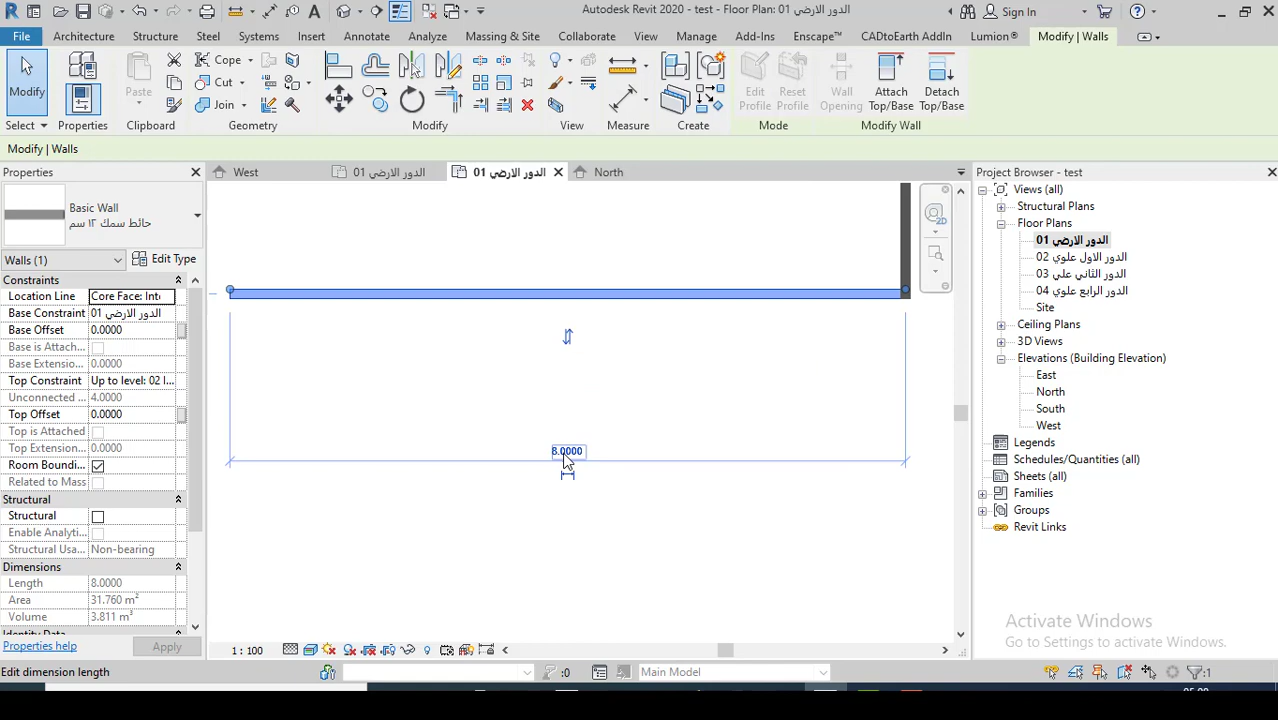 Autodesk Revit 2020 - Floor Plan: 01 الدور الارضي
Sign In
File Architecture Structure Steel Systems Insert Annotate Analyze Massing & Site Collaborate View Manage Add-Ins Enscape™ CADtoEarth AddIn Lumion® Modify | Walls
Modify
Paste
Cope
Cut
Join
Edit Profile
Reset Profile
Wall Opening
Attach Top/Base
Detach Top/Base
Select Properties Clipboard Geometry Modify View Measure Create Mode Modify Wall
Modify | Walls
Properties
West
01 الدور الارضي
01 الدور الارضي
North
Project Browser - test
Basic Wall
حائط سمك ١٢ سم
Walls (1)
Edit Type
Constraints
Location Line Core Face: Int
Base Constraint 01 الدور الارضي
Base Offset 0.0000
Base is Attach...
Base Extensio... 0.0000
Top Constraint Up to level: 02 ا...
Unconnected ... 4.0000
Top Offset 0.0000
Top is Attached
Top Extension... 0.0000
Room Boundi...
Related to Mass
Structural
Structural
Enable Analyti...
Structural Usa... Non-bearing
Dimensions
Length 8.0000
Area 31.760 m²
Volume 3.811 m³
Properties help
Apply
2D
8.0000
Views (all)
Structural Plans
Floor Plans
01 الدور الارضي
02 الدور الاول علوي
03 الدور الثاني علي
04 الدور الرابع علوي
Site
Ceiling Plans
3D Views
Elevations (Building Elevation)
East
North
South
West
Legends
Schedules/Quantities (all)
Sheets (all)
Families
Groups
Revit Links
Activate Windows
Go to Settings to activate Windows.
1 : 100
Edit dimension length
:0
Main Model
:1